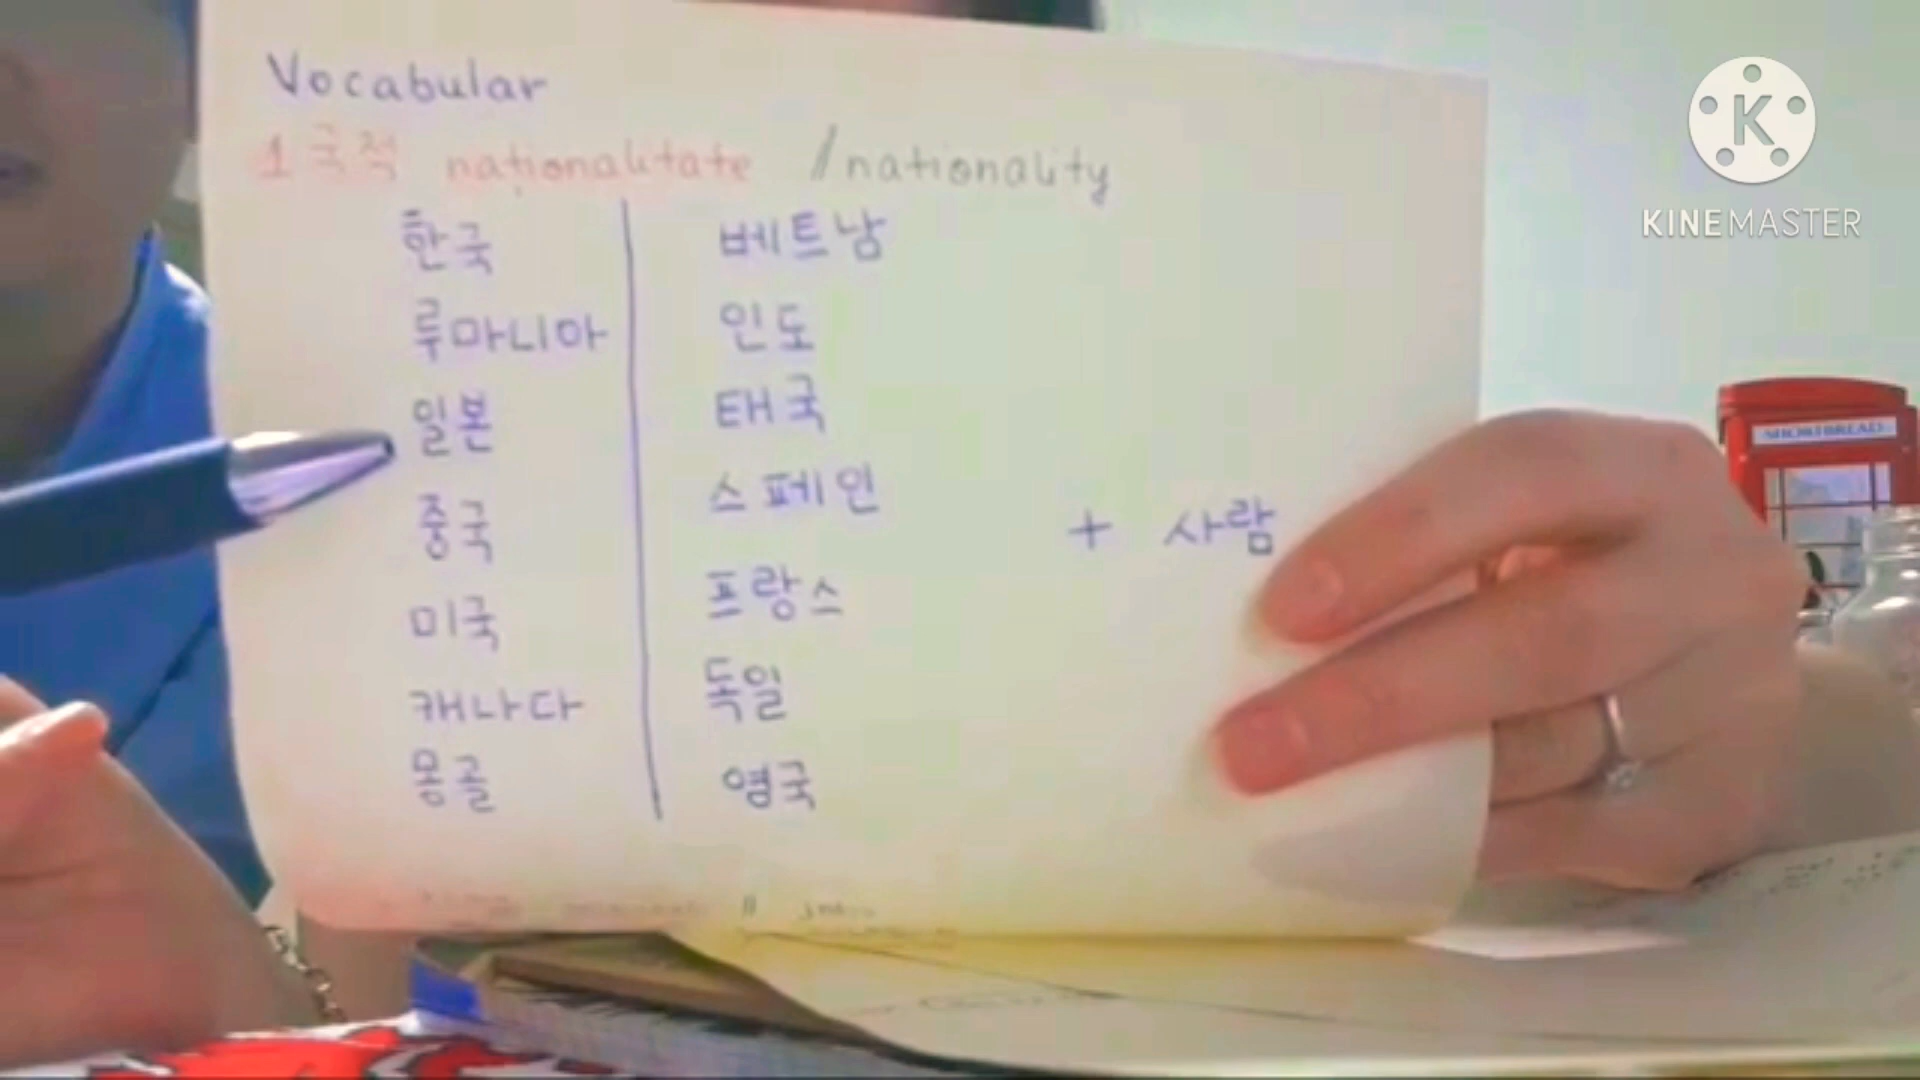 Vocabular
1 국적 naționalitate // nationality
한국
루마니아
일본
중국
미국
캐나다
몽골
베트남
인도
태국
스페인
프랑스
독일
영국
+ 사람
K
KINEMASTER
SHORTBREAD